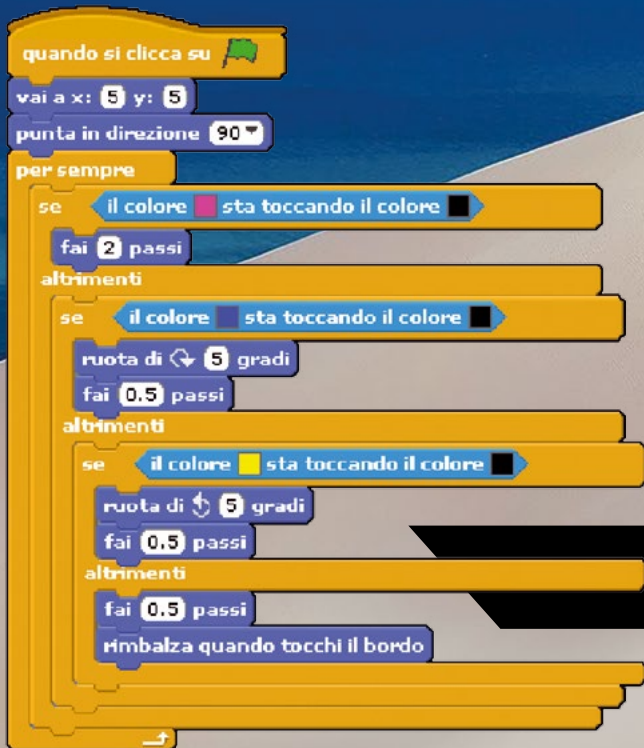 quando si clicca su
vai a x: 5 y: 5
punta in direzione 90
per sempre
se il colore sta toccando il colore
fai 2 passi
altrimenti
se il colore sta toccando il colore
ruota di 5 gradi
fai 0.5 passi
altrimenti
se il colore sta toccando il colore
ruota di 5 gradi
fai 0.5 passi
altrimenti
fai 0.5 passi
rimbalza quando tocchi il bordo